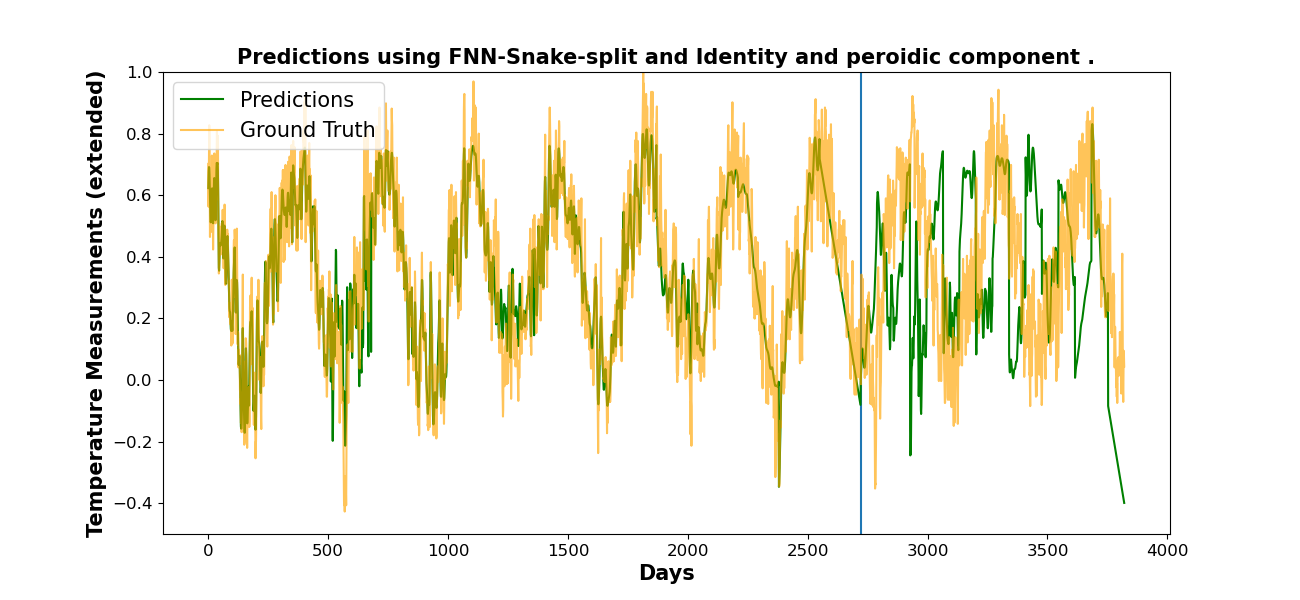 Predictions using FNN-Snake-split and Identity and peroidic component .
Temperature Measurements (extended)
1.0
0.8
0.6
0.4
0.2
0.0
−0.2
−0.4
Predictions
Ground Truth
0 500 1000 1500 2000 2500 3000 3500 4000
Days